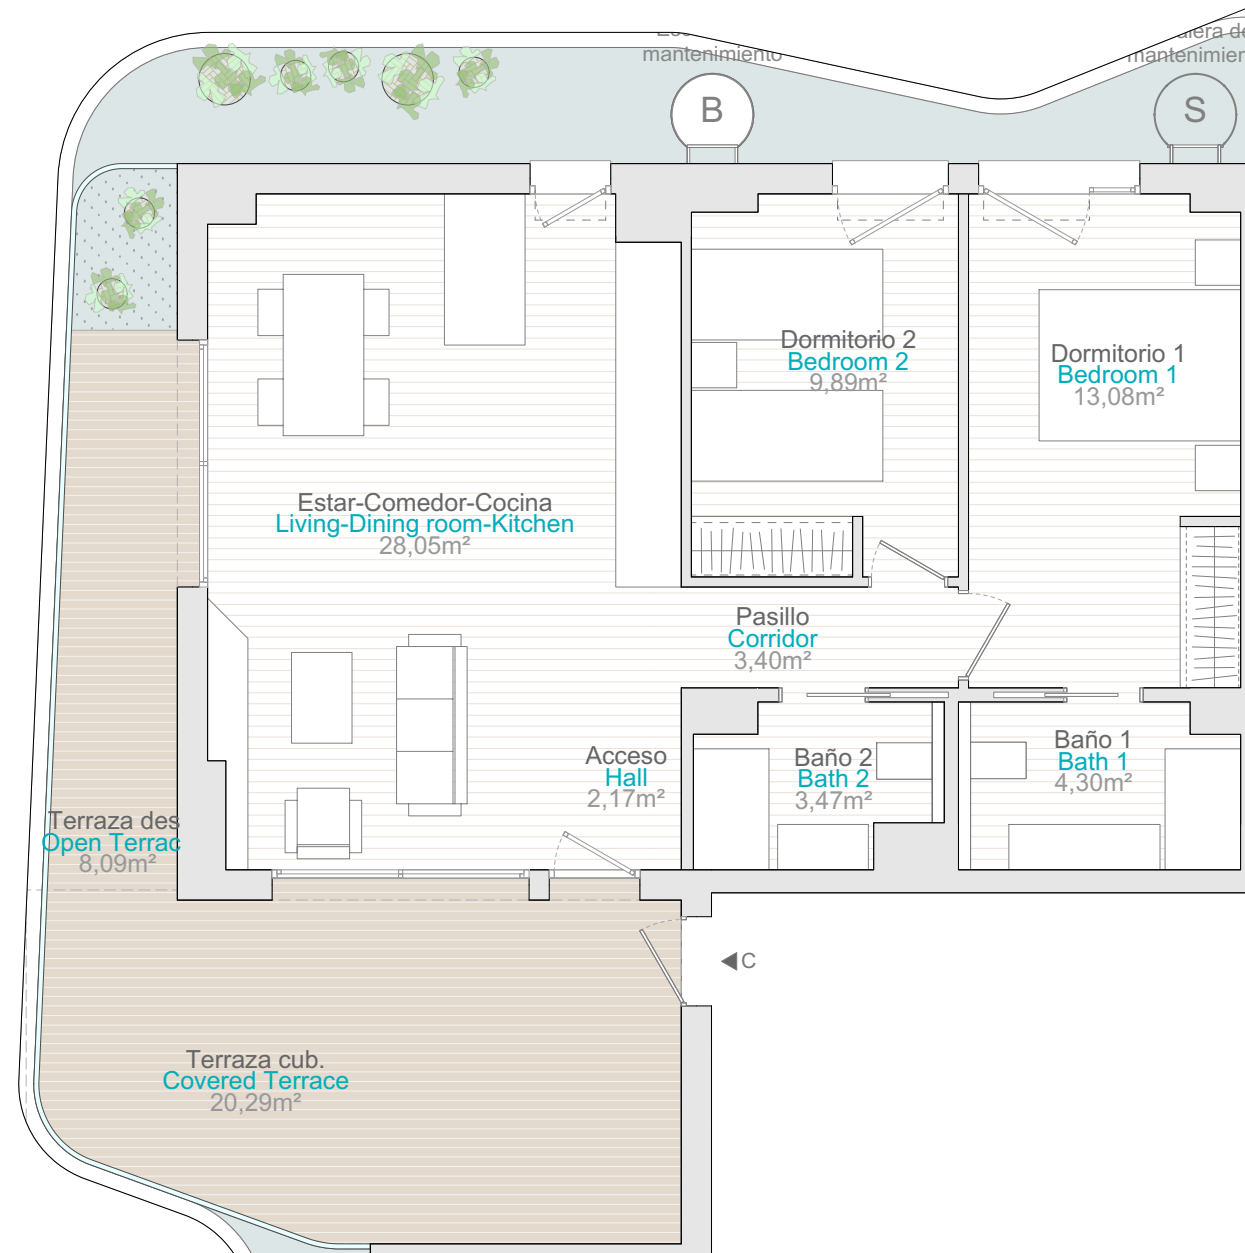 mantenimiento
B
S
Dormitorio 2
Bedroom 2
9,89m²
Dormitorio 1
Bedroom 1
13,08m²
Estar-Comedor-Cocina
Living-Dining room-Kitchen
28,05m²
Pasillo
Corridor
3,40m²
Acceso
Hall
2,17m²
Baño 2
Bath 2
3,47m²
Baño 1
Bath 1
4,30m²
Terraza des
Open Terrac
8,09m²
C
Terraza cub.
Covered Terrace
20,29m²